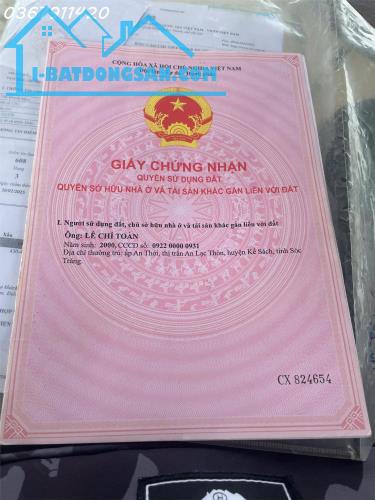 0367911420
I-BATDONGSAN.COM
CỘNG HÒA XÃ HỘI CHỦ NGHĨA VIỆT NAM
GIẤY CHỨNG NHẬN
QUYỀN SỬ DỤNG ĐẤT
QUYỀN SỞ HỮU NHÀ Ở VÀ TÀI SẢN KHÁC GẮN LIỀN VỚI ĐẤT
I. Người sử dụng đất, chủ sở hữu nhà ở và tài sản khác gắn liền với đất
Ông: LÊ CHÍ TOÀN
Năm sinh: 2000, CCCD số: 0922 0000 0931
Địa chỉ thường trú: ấp An Thới, thị trấn An Lạc Thôn, huyện Kế Sách, tỉnh Sóc
Trăng.
CX 824654